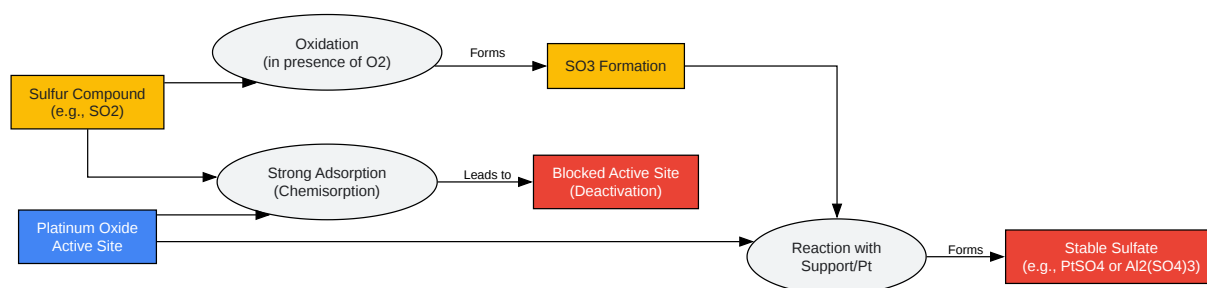 Oxidation
(in presence of O2)
Forms
SO3 Formation
Sulfur Compound
(e.g., SO2)
Strong Adsorption
(Chemisorption)
Leads to
Blocked Active Site
(Deactivation)
Platinum Oxide
Active Site
Reaction with
Support/Pt
Forms
Stable Sulfate
(e.g., PtSO4 or Al2(SO4)3)